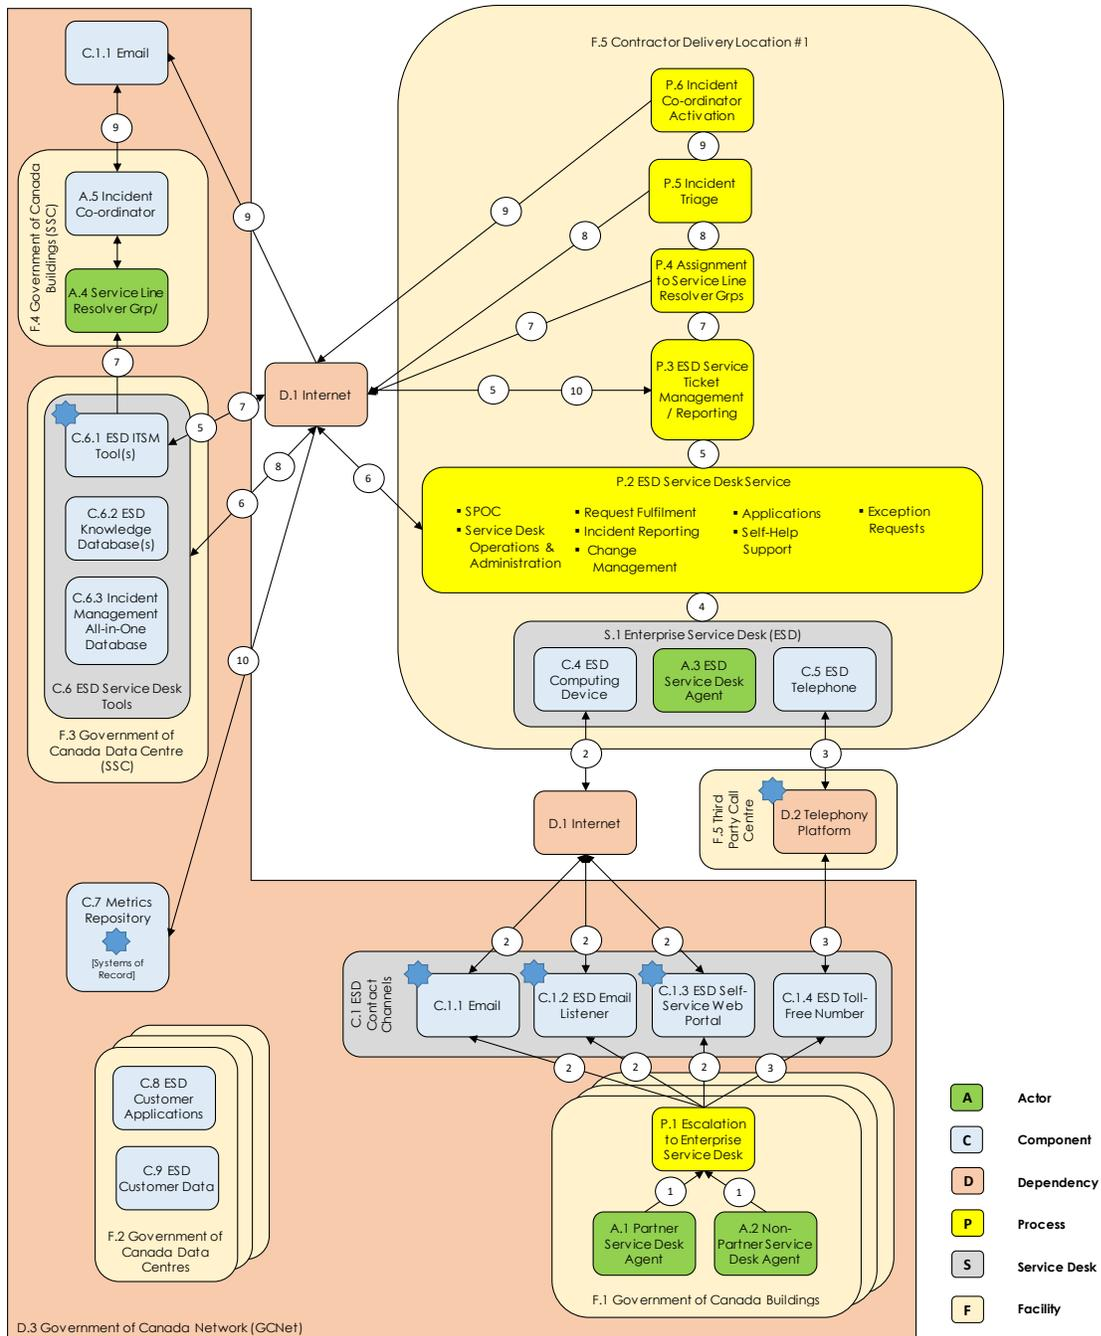 C.1.1 Email
9
A.5 Incident
Co-ordinator
A.4 Service Line
Resolver Grp/
F.4 Government of Canada
Buildings (SSC)
7
C.6.1 ESD ITSM
Tool(s)
C.6.2 ESD
Knowledge
Database(s)
C.6.3 Incident
Management
All-in-One
Database
C.6 ESD Service Desk
Tools
F.3 Government of
Canada Data Centre
(SSC)
9
7
5
8
6
10
D.1 Internet
C.7 Metrics
Repository
[Systems of
Record]
C.8 ESD
Customer
Applications
C.9 ESD
Customer Data
F.2 Government of
Canada Data
Centres
D.3 Government of Canada Network (GCNet)
F.5 Contractor Delivery Location #1
P.6 Incident
Co-ordinator
Activation
9
P.5 Incident
Triage
8
P.4 Assignment
to Service Line
Resolver Grps
7
P.3 ESD Service
Ticket
Management
/ Reporting
5
9
8
7
5
10
6
P.2 ESD Service Desk Service
▪ SPOC
▪ Service Desk
Operations &
Administration
▪ Request Fulfilment
▪ Incident Reporting
▪ Change
Management
▪ Applications
▪ Self-Help
Support
▪ Exception
Requests
4
S.1 Enterprise Service Desk (ESD)
C.4 ESD
Computing
Device
A.3 ESD
Service Desk
Agent
C.5 ESD
Telephone
2
3
D.1 Internet
F.5 Third
Party Call
Centre
D.2 Telephony
Platform
2
2
2
3
C.1 ESD
Contact
Channels
C.1.1 Email
C.1.2 ESD Email
Listener
C.1.3 ESD Self-
Service Web
Portal
C.1.4 ESD Toll-
Free Number
2
2
2
3
P.1 Escalation
to Enterprise
Service Desk
1
1
A.1 Partner
Service Desk
Agent
A.2 Non-
Partner Service
Desk Agent
F.1 Government of Canada Buildings
A Actor
C Component
D Dependency
P Process
S Service Desk
F Facility